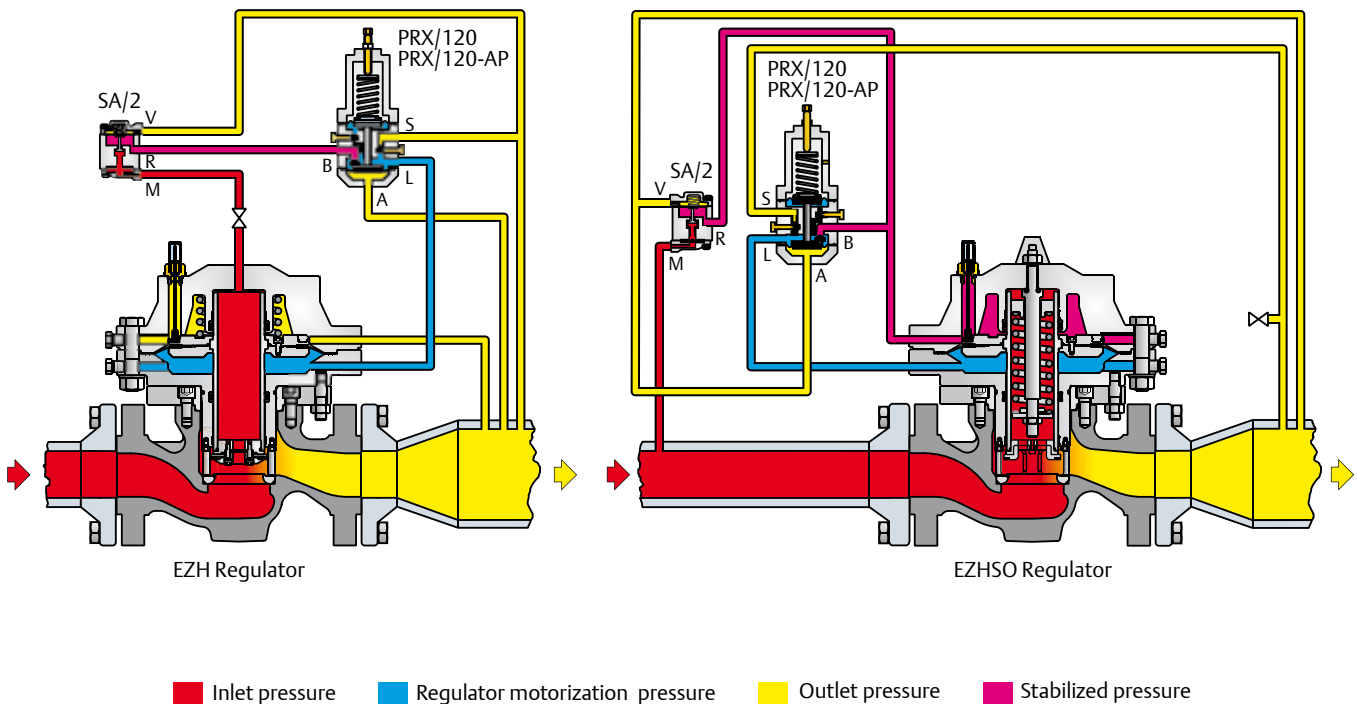 PRX/120
PRX/120-AP
SA/2
V
S
R
B
L
M
A
EZH Regulator
PRX/120
PRX/120-AP
SA/2
V
S
R
B
M
L
A
EZHSO Regulator
Inlet pressure
Regulator motorization pressure
Outlet pressure
Stabilized pressure